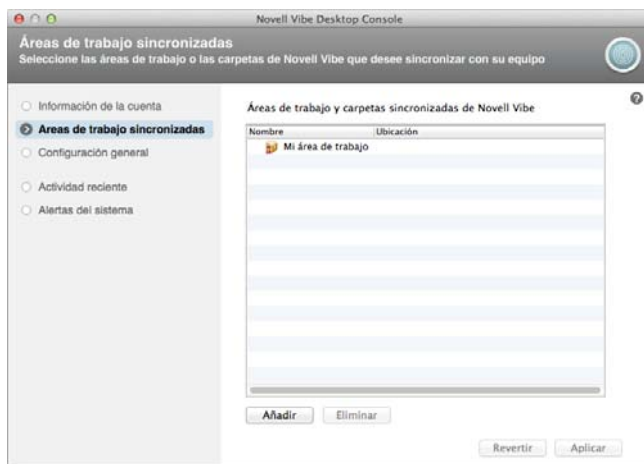 Novell Vibe Desktop Console
Áreas de trabajo sincronizadas
Seleccione las áreas de trabajo o las carpetas de Novell Vibe que desee sincronizar con su equipo
Información de la cuenta
Áreas de trabajo sincronizadas
Configuración general
Actividad reciente
Alertas del sistema
Áreas de trabajo y carpetas sincronizadas de Novell Vibe
Nombre Ubicación
Mi área de trabajo
Añadir Eliminar
Revertir Aplicar